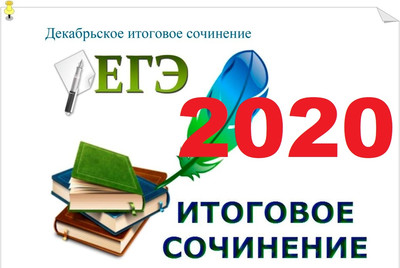 Декабрьское итоговое сочинение
ЕГЭ
2020
ИТОГОВОЕ
СОЧИНЕНИЕ